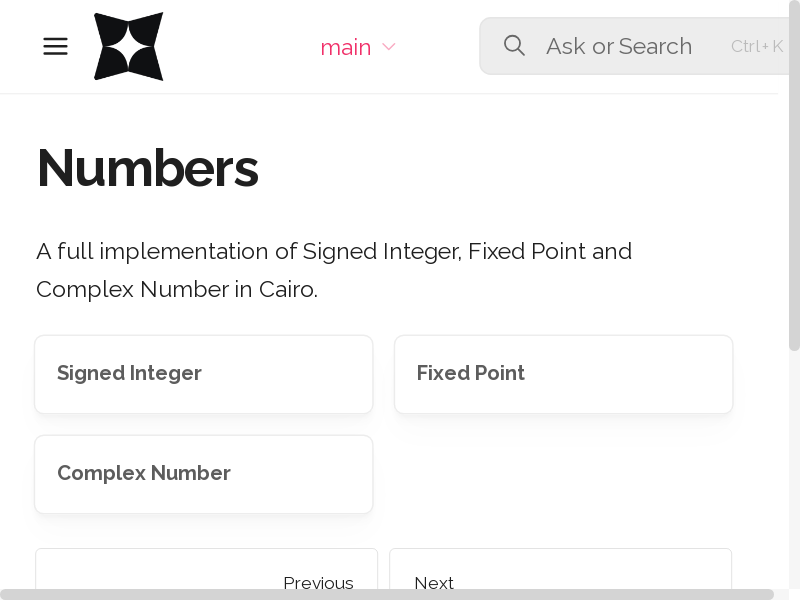 main
Ask or Search
Ctrl+K
Numbers
A full implementation of Signed Integer, Fixed Point and
Complex Number in Cairo.
Signed Integer
Fixed Point
Complex Number
Previous
Next